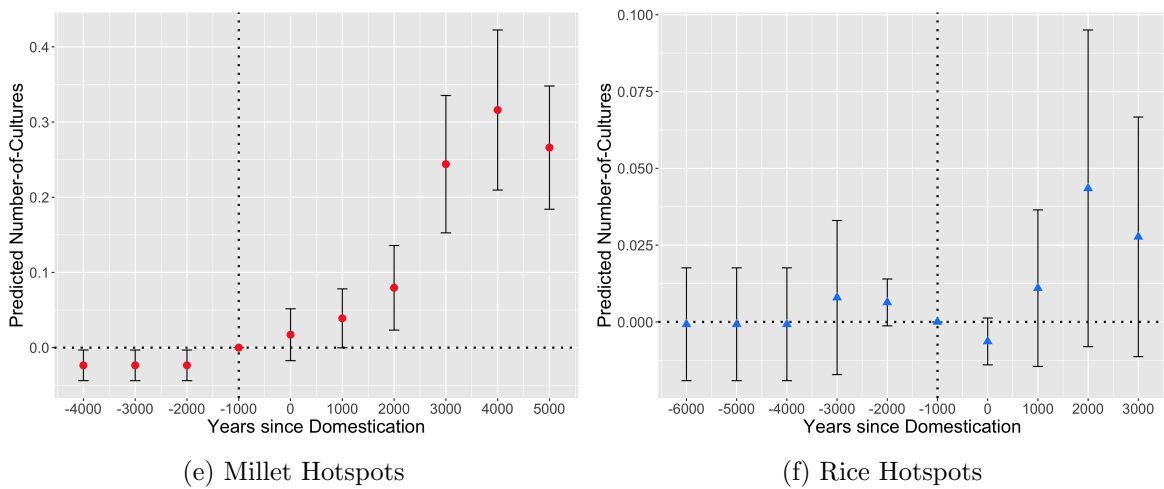 Predicted Number-of-Cultures
0.4
0.3
0.2
0.1
0.0
-4000 -3000 -2000 -1000 0 1000 2000 3000 4000 5000
Years since Domestication
(e) Millet Hotspots
Predicted Number-of-Cultures
0.100
0.075
0.050
0.025
0.000
-6000 -5000 -4000 -3000 -2000 -1000 0 1000 2000 3000
Years since Domestication
(f) Rice Hotspots